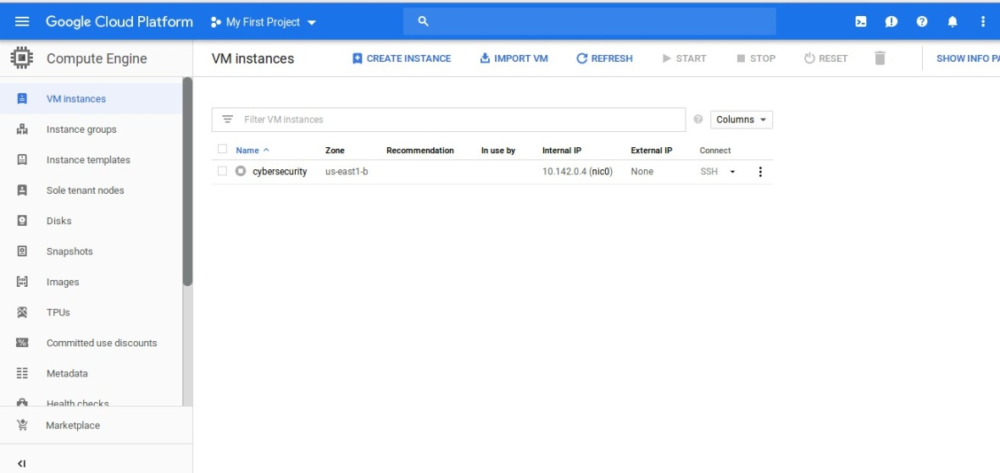 Google Cloud Platform My First Project
Compute Engine
VM instances
CREATE INSTANCE IMPORT VM REFRESH START STOP RESET SHOW INFO PA
VM instances
Instance groups
Instance templates
Sole tenant nodes
Disks
Snapshots
Images
TPUs
Committed use discounts
Metadata
Health checks
Marketplace
Filter VM instances
Columns
Name Zone Recommendation In use by Internal IP External IP Connect
cybersecurity us-east1-b 10.142.0.4 (nic0) None SSH